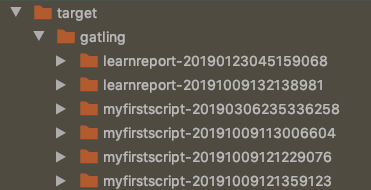 target
gatling
learnreport-20190123045159068
learnreport-20191009132138981
myfirstscript-20190306235336258
myfirstscript-20191009113006604
myfirstscript-20191009121229076
myfirstscript-20191009121359123